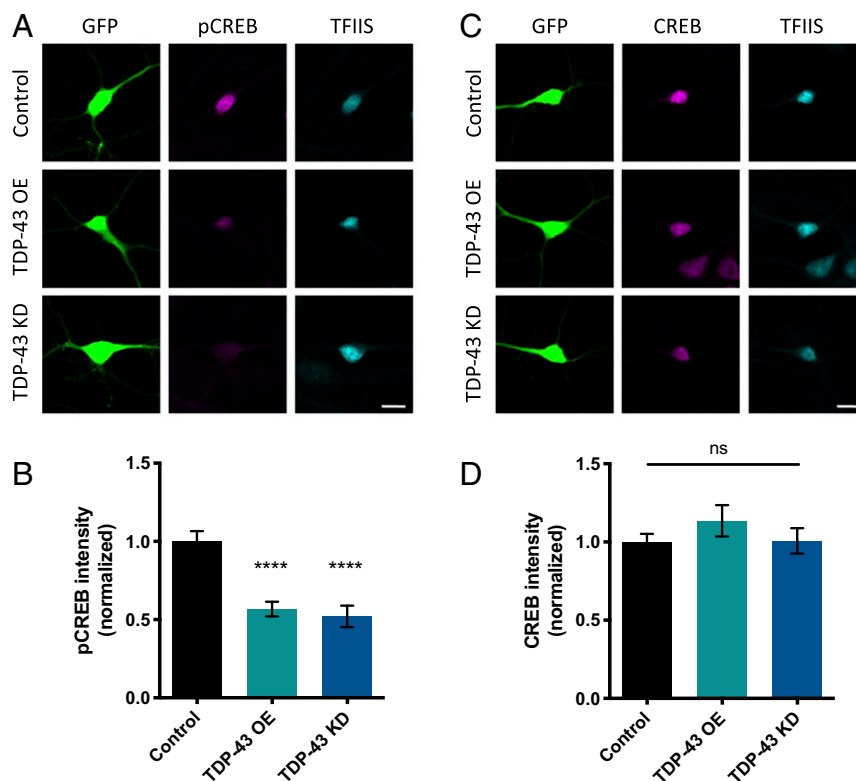 A
GFP
pCREB
TFIIS
Control
TDP-43 OE
TDP-43 KD
C
GFP
CREB
TFIIS
Control
TDP-43 OE
TDP-43 KD
B
pCREB intensity
(normalized)
1.5
1.0
0.5
0.0
****
****
Control
TDP-43 OE
TDP-43 KD
D
CREB intensity
(normalized)
1.5
1.0
0.5
0.0
ns
Control
TDP-43 OE
TDP-43 KD